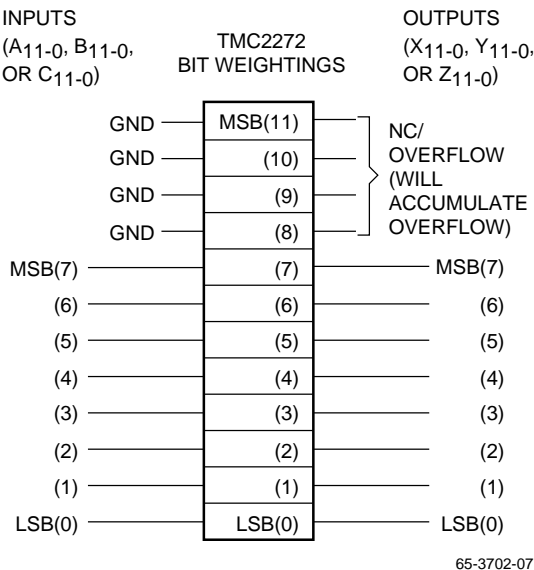 INPUTS
(A11-0, B11-0,
OR C11-0)
TMC2272
BIT WEIGHTINGS
OUTPUTS
(X11-0, Y11-0,
OR Z11-0)
GND MSB(11)
GND (10)
GND (9)
GND (8)
NC/
OVERFLOW
(WILL
ACCUMULATE
OVERFLOW)
MSB(7) (7) MSB(7)
(6) (6) (6)
(5) (5) (5)
(4) (4) (4)
(3) (3) (3)
(2) (2) (2)
(1) (1) (1)
LSB(0) LSB(0) LSB(0)
65-3702-07